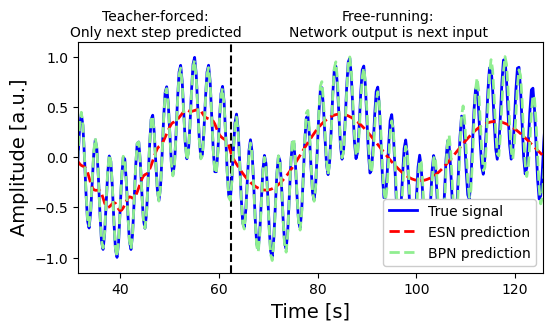 Teacher-forced:
Only next step predicted
Free-running:
Network output is next input
1.0
0.5
0.0
−0.5
−1.0
Amplitude [a.u.]
True signal
ESN prediction
BPN prediction
40
60
80
100
120
Time [s]